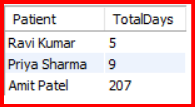 Patient TotalDays
Ravi Kumar 5
Priya Sharma 9
Amit Patel 207